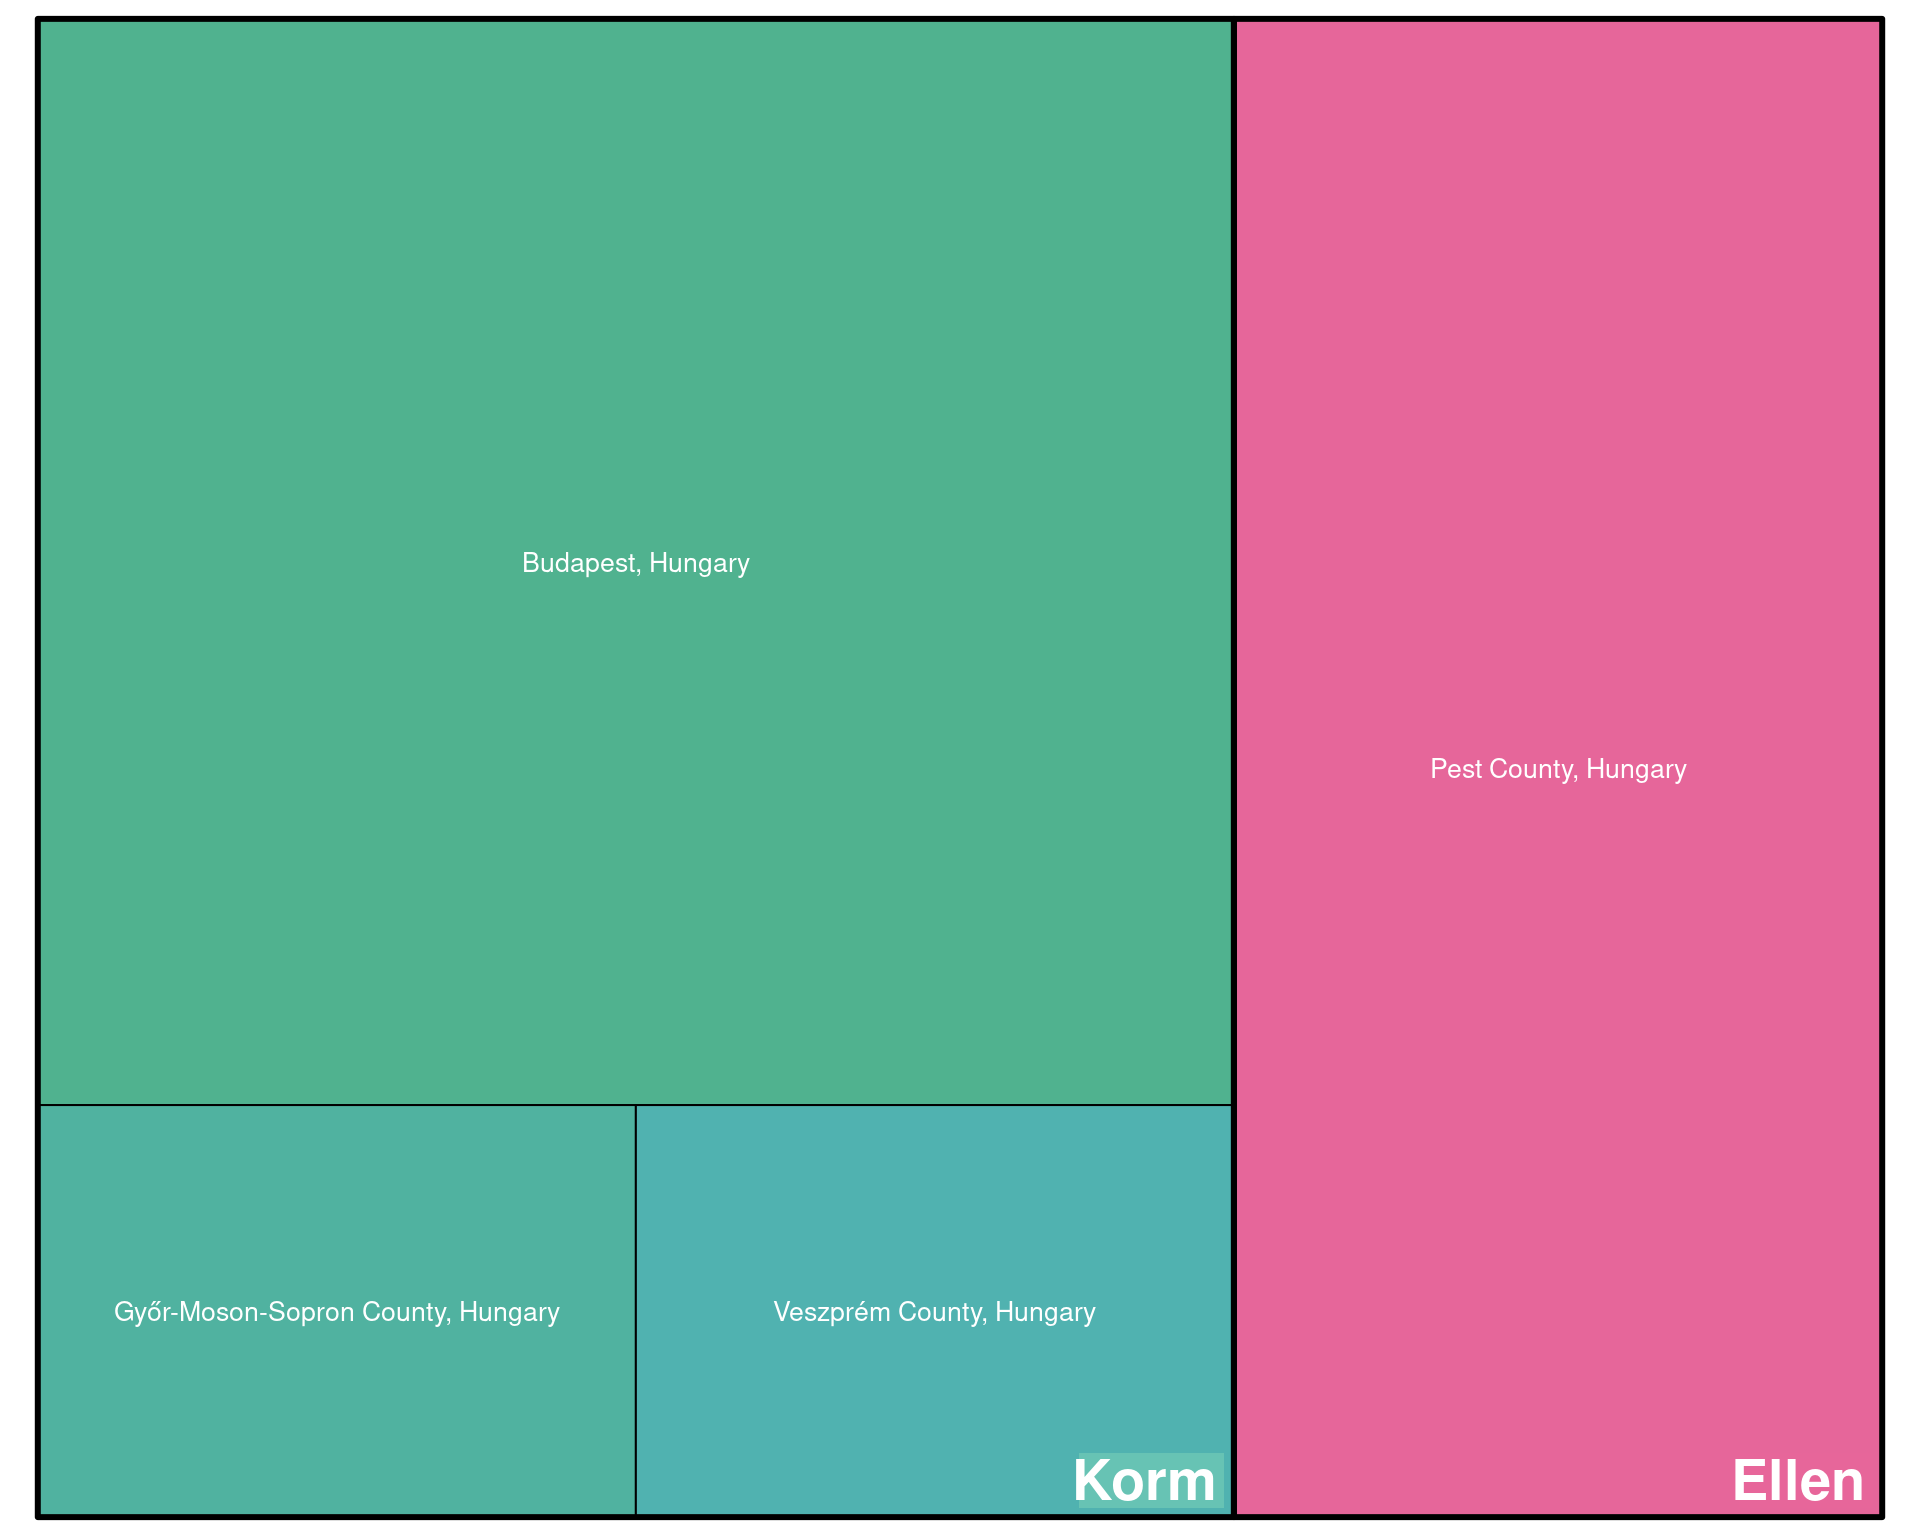 Budapest, Hungary
Pest County, Hungary
Győr-Moson-Sopron County, Hungary
Veszprém County, Hungary
Korm
Ellen